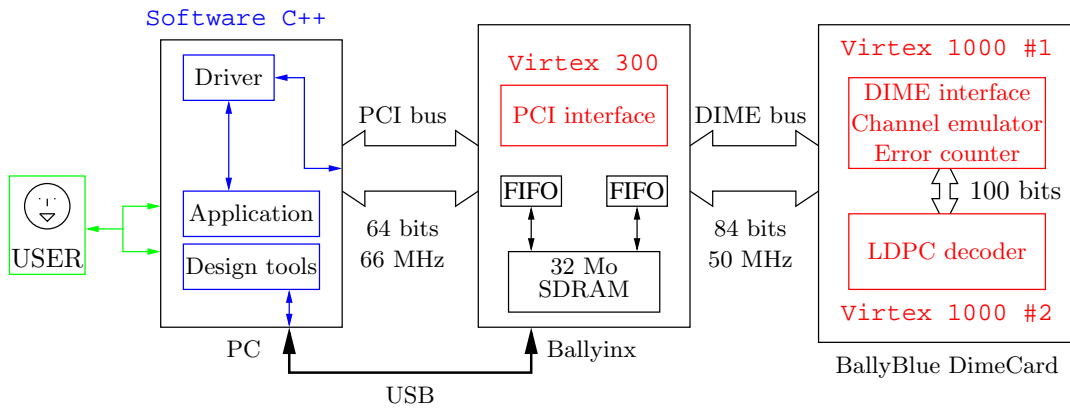 Software C++
Driver
Application
Design tools
USER
PC
PCI bus
64 bits
66 MHz
USB
Virtex 300
PCI interface
FIFO
FIFO
32 Mo
SDRAM
Ballyinx
DIME bus
84 bits
50 MHz
Virtex 1000 #1
DIME interface
Channel emulator
Error counter
100 bits
LDPC decoder
Virtex 1000 #2
BallyBlue DimeCard